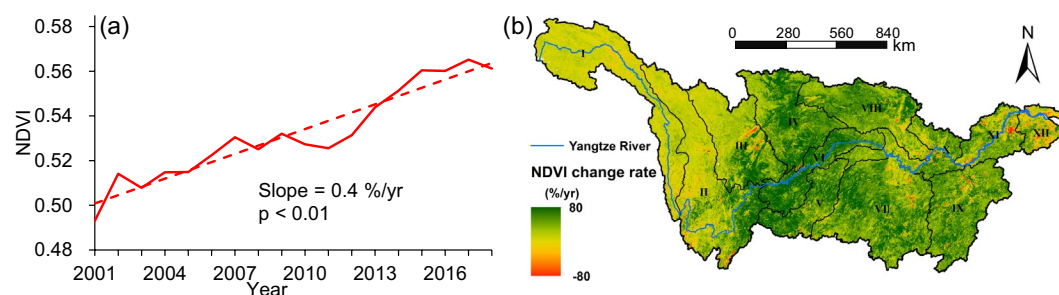 (a)
0.58
0.56
0.54
0.52
0.50
0.48
NDVI
Slope = 0.4 %/yr
p < 0.01
2001 2004 2007 2010 2013 2016
Year
(b)
0 280 560 840
km
N
Yangtze River
NDVI change rate
(%/yr)
80
-80
I
II
III
IV
V
VI
VII
VIII
IX
X
XI
XII